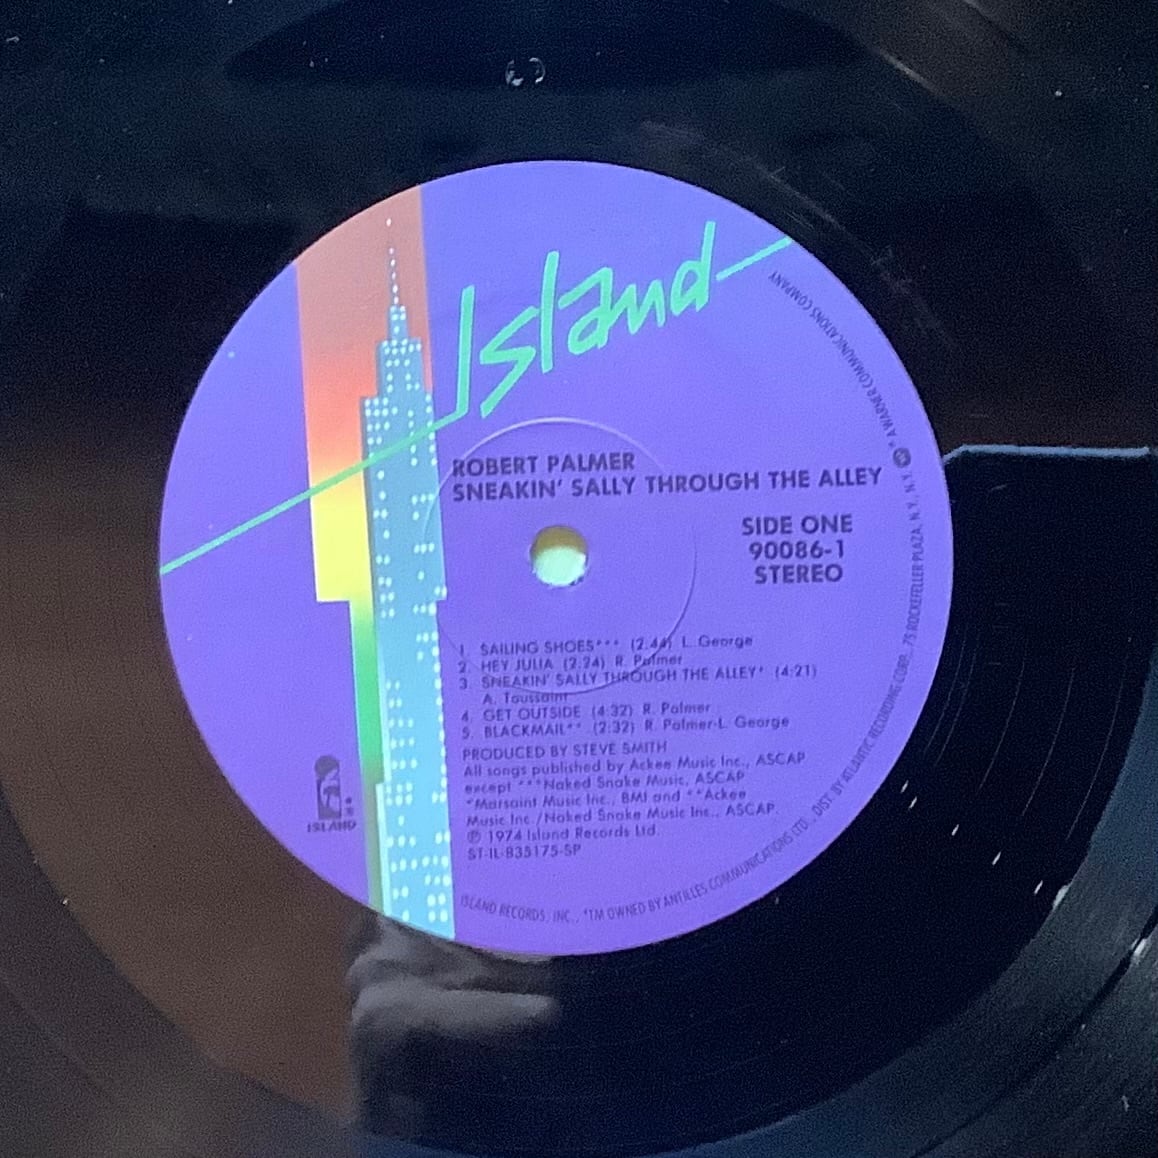 Island
ROBERT PALMER
SNEAKIN' SALLY THROUGH THE ALLEY
SIDE ONE
90086-1
STEREO
1. SAILING SHOES*** (2:44) L. George
2. HEY JULIA (2:24) R. Palmer
3. SNEAKIN' SALLY THROUGH THE ALLEY* (4:21)
A. Toussaint
4. GET OUTSIDE (4:32) R. Palmer
5. BLACKMAIL** (2:32) R. Palmer-L. George
PRODUCED BY STEVE SMITH
All songs published by Ackee Music Inc., ASCAP
except ***Naked Snake Music, ASCAP
*Marsaint Music Inc., BMI and **Ackee
Music Inc./Naked Snake Music Inc., ASCAP.
℗ 1974 Island Records Ltd.
ST-IL-835175-SP
ISLAND
ISLAND RECORDS, INC., *TM OWNED BY ANTILLES COMMUNICATIONS LTD., DIST. BY ATLANTIC RECORDING CORP., 75 ROCKEFELLER PLAZA, N.Y., N.Y. ®* A WARNER COMMUNICATIONS COMPANY